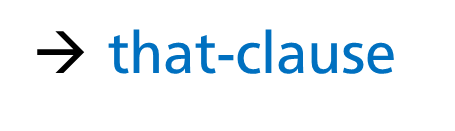 → that-clause